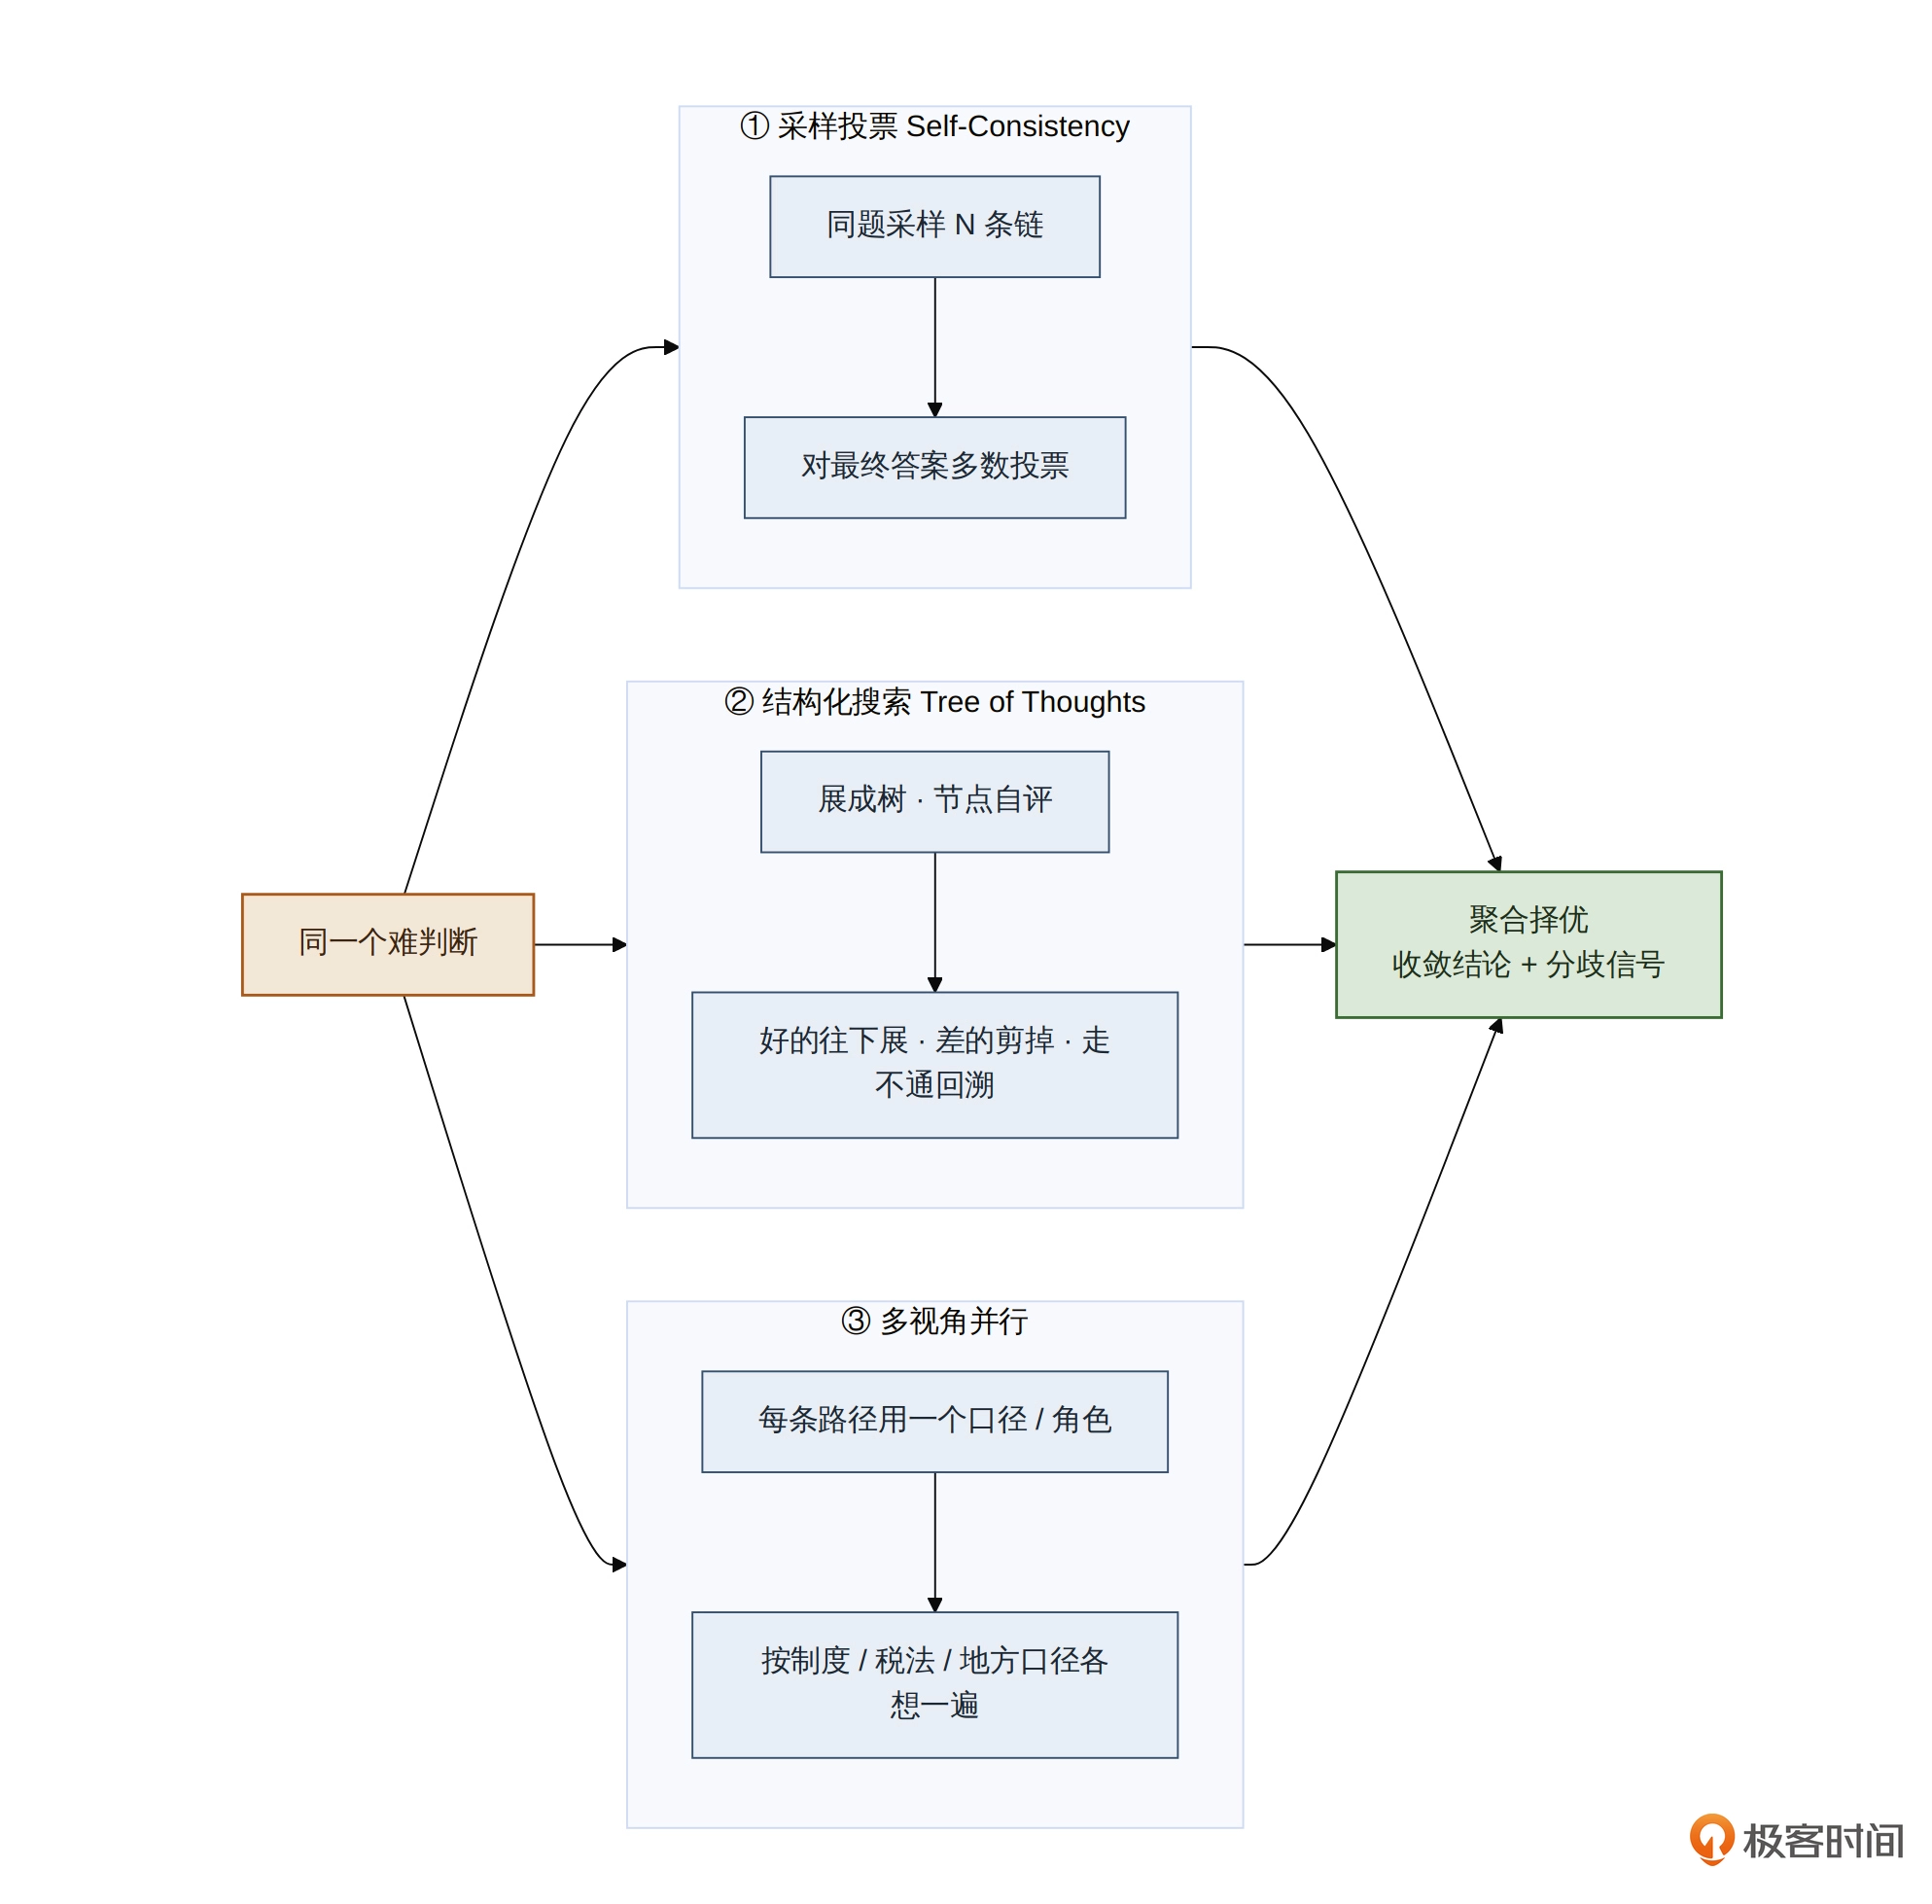 ① 采样投票 Self-Consistency
同题采样 N 条链
对最终答案多数投票
② 结构化搜索 Tree of Thoughts
展成树 · 节点自评
好的往下展 · 差的剪掉 · 走
不通回溯
同一个难判断
聚合择优
收敛结论 + 分歧信号
③ 多视角并行
每条路径用一个口径 / 角色
按制度 / 税法 / 地方口径各
想一遍
极客时间